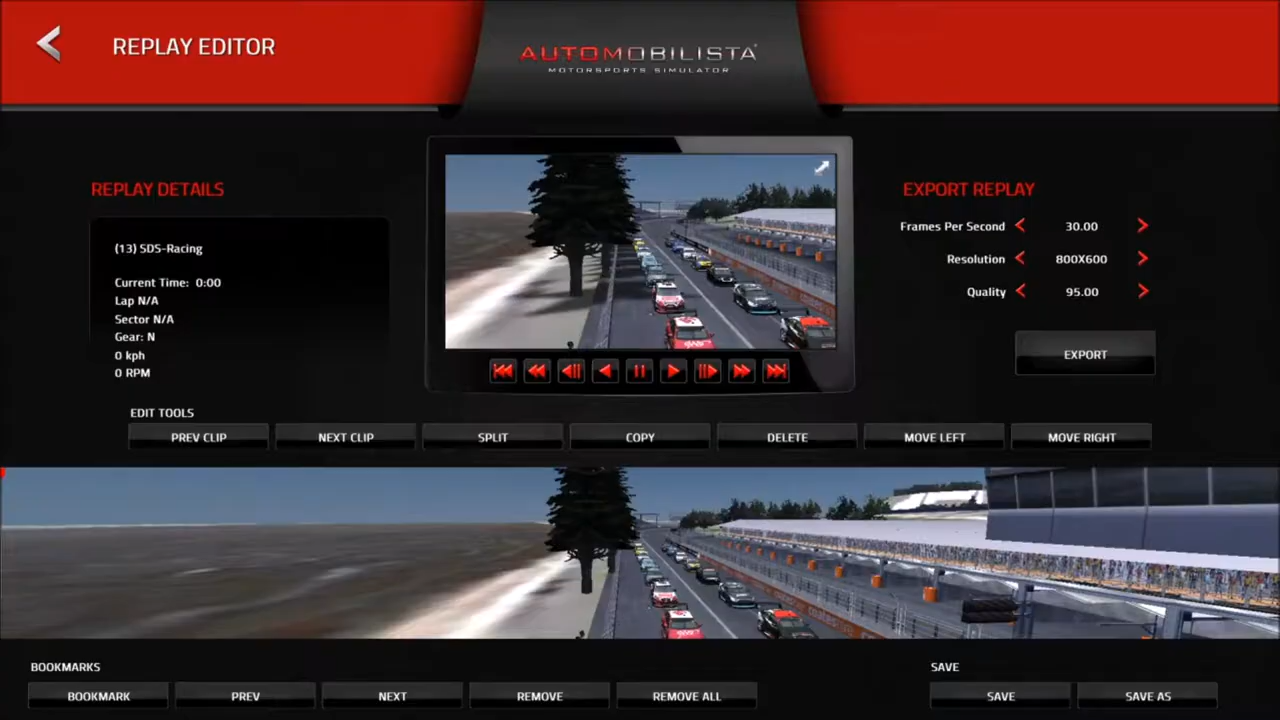 REPLAY EDITOR
AUTOMOBILISTA
MOTORSPORTS SIMULATOR
REPLAY DETAILS
(13) SDS-Racing
Current Time: 0:00
Lap N/A
Sector N/A
Gear: N
0 kph
0 RPM
EXPORT REPLAY
Frames Per Second 30.00
Resolution 800X600
Quality 95.00
EXPORT
EDIT TOOLS
PREV CLIP NEXT CLIP SPLIT COPY DELETE MOVE LEFT MOVE RIGHT
BOOKMARKS
BOOKMARK PREV NEXT REMOVE REMOVE ALL
SAVE
SAVE SAVE AS